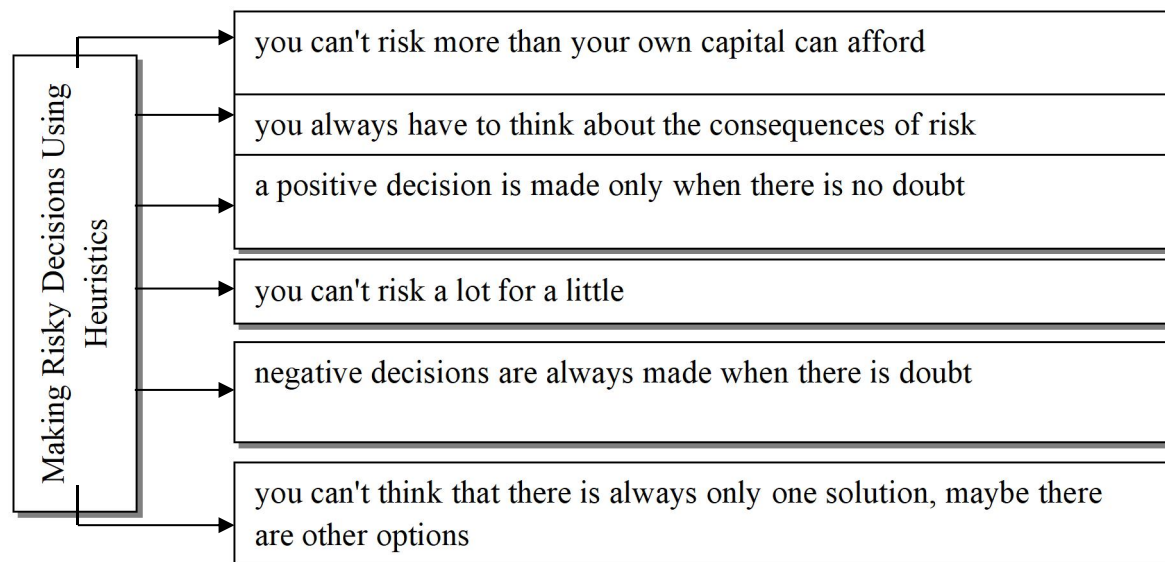 Making Risky Decisions Using
Heuristics
you can't risk more than your own capital can afford
you always have to think about the consequences of risk
a positive decision is made only when there is no doubt
you can't risk a lot for a little
negative decisions are always made when there is doubt
you can't think that there is always only one solution, maybe there
are other options